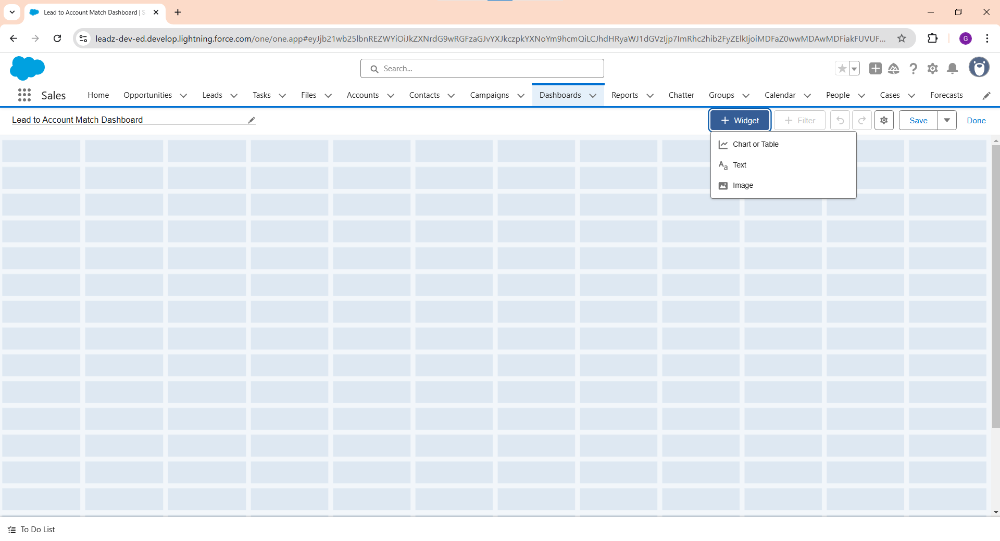 Lead to Account Match Dashboard | S
leadz-dev-ed.develop.lightning.force.com/one/one.app#eyJjb21wb25lbnREZWYiOiJkZXNrdG9wRGFzaGJvYXJkczpkYXNoYm9hcmQiLCJhdHRyaWJ1dGVzIjp7ImRhc2hib2FyZElkIjoiMDFaZ0wwMDAwMDFiakFUVUF...
G
Search...
Sales
Home
Opportunities
Leads
Tasks
Files
Accounts
Contacts
Campaigns
Dashboards
Reports
Chatter
Groups
Calendar
People
Cases
Forecasts
Lead to Account Match Dashboard
+ Widget
+ Filter
Save
Done
Chart or Table
Text
Image
To Do List